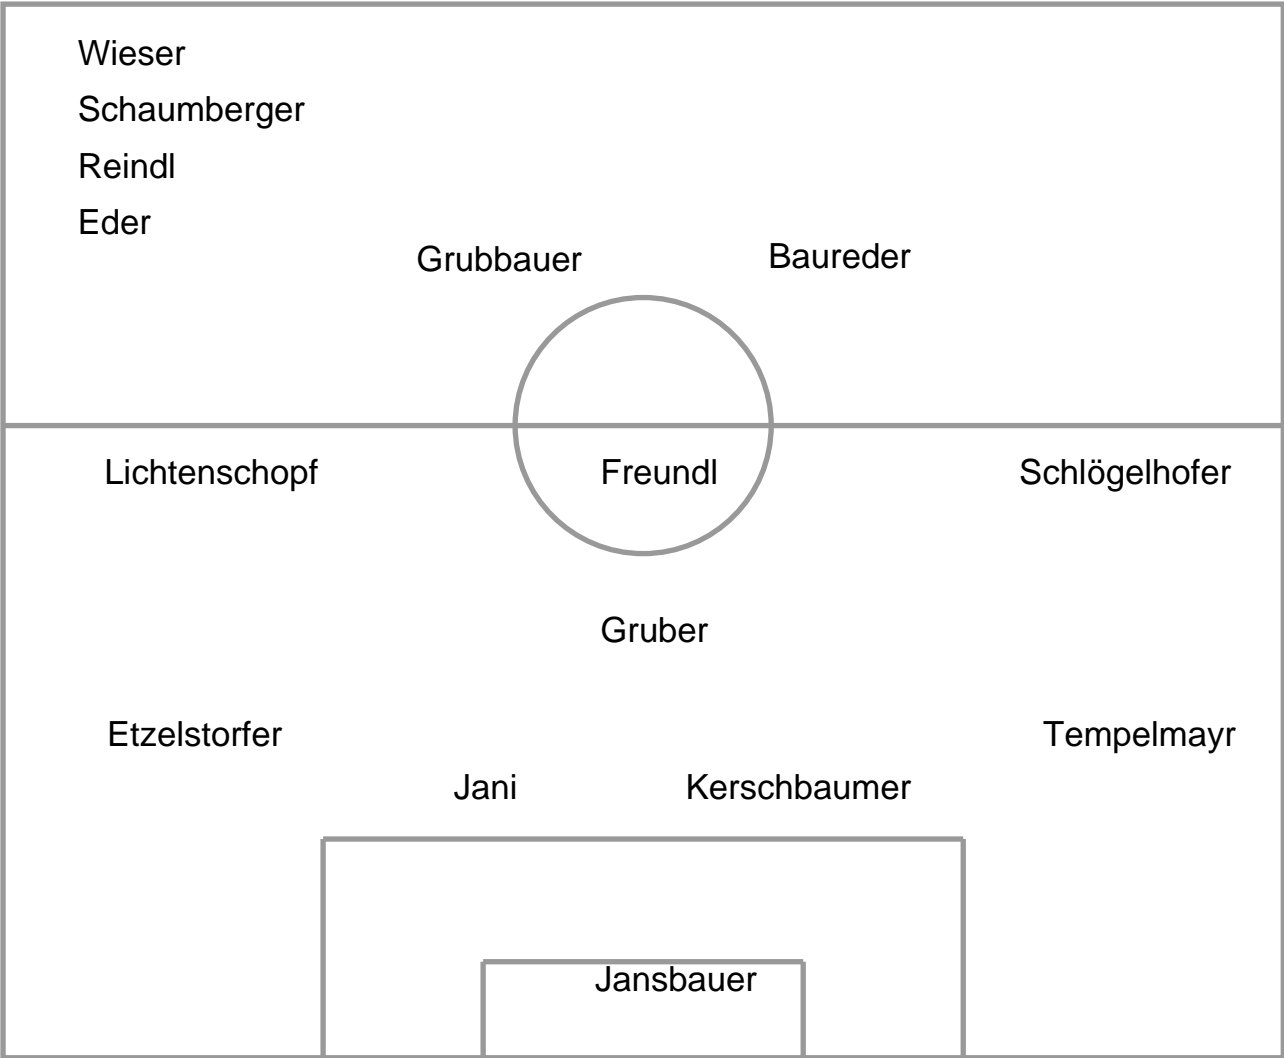 Wieser
Schaumberger
Reindl
Eder
Grubbauer
Baureder
Lichtenschopf
Freundl
Schlögelhofer
Gruber
Etzelstorfer
Tempelmayr
Jani
Kerschbaumer
Jansbauer